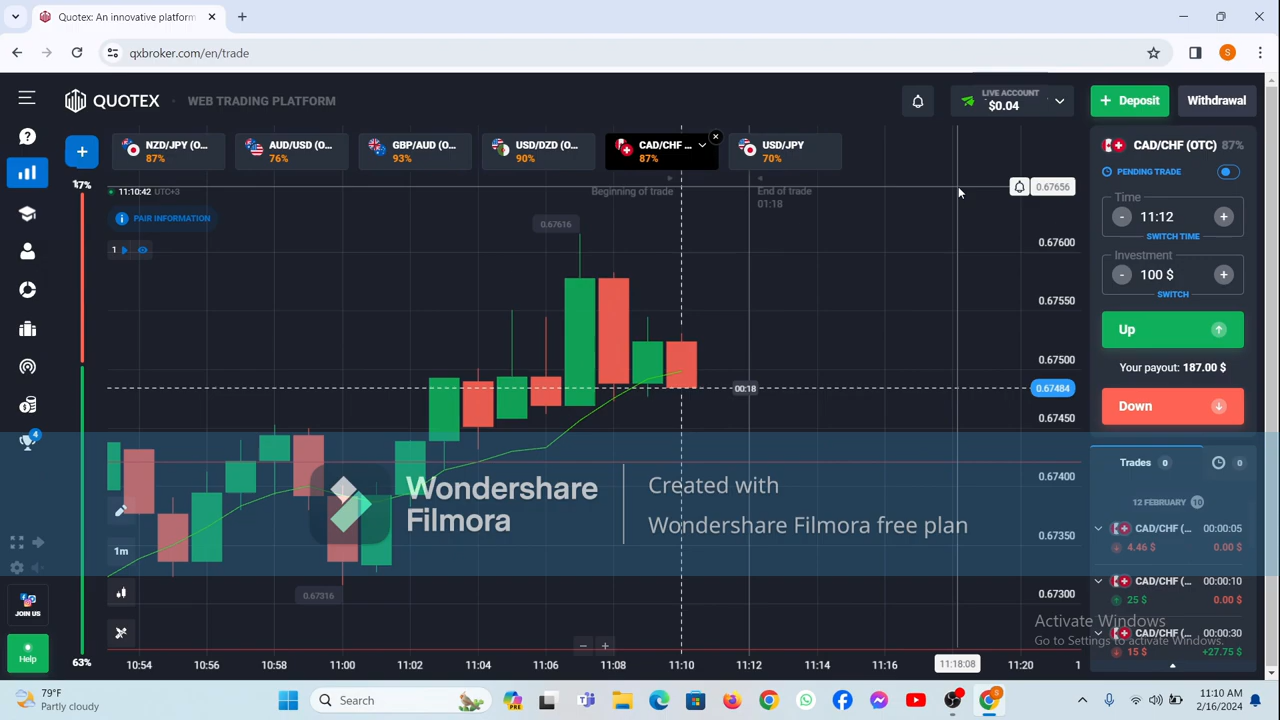 Quotex: An innovative platform
qxbroker.com/en/trade
S
QUOTEX
WEB TRADING PLATFORM
LIVE ACCOUNT
$0.04
+ Deposit
Withdrawal
NZD/JPY (O...
87%
AUD/USD (O...
76%
GBP/AUD (O...
93%
USD/DZD (O...
90%
CAD/CHF ...
87%
USD/JPY
70%
CAD/CHF (OTC) 87%
PENDING TRADE
Time
- 11:12 +
SWITCH TIME
Investment
- 100 $ +
SWITCH
Up
Your payout: 187.00 $
Down
Trades 0
0
12 FEBRUARY 10
CAD/CHF (... 00:00:05
4.46 $ 0.00 $
CAD/CHF (... 00:00:10
25 $ 0.00 $
CAD/CHF (... 00:00:30
15 $ +27.75 $
11:10:42 UTC+3
Beginning of trade
End of trade
01:18
PAIR INFORMATION
1
0.67616
0.67656
0.67600
0.67550
0.67500
0.67484
0.67450
0.67400
0.67350
0.67300
00:18
0.67316
63%
4
1m
JOIN US
Help
Wondershare
Filmora
Created with
Wondershare Filmora free plan
Activate Windows
Go to Settings to activate Windows.
10:54 10:56 10:58 11:00 11:02 11:04 11:06 11:08 11:10 11:12 11:14 11:16 11:18:08 11:20 1
79°F
Partly cloudy
Search
11:10 AM
2/16/2024